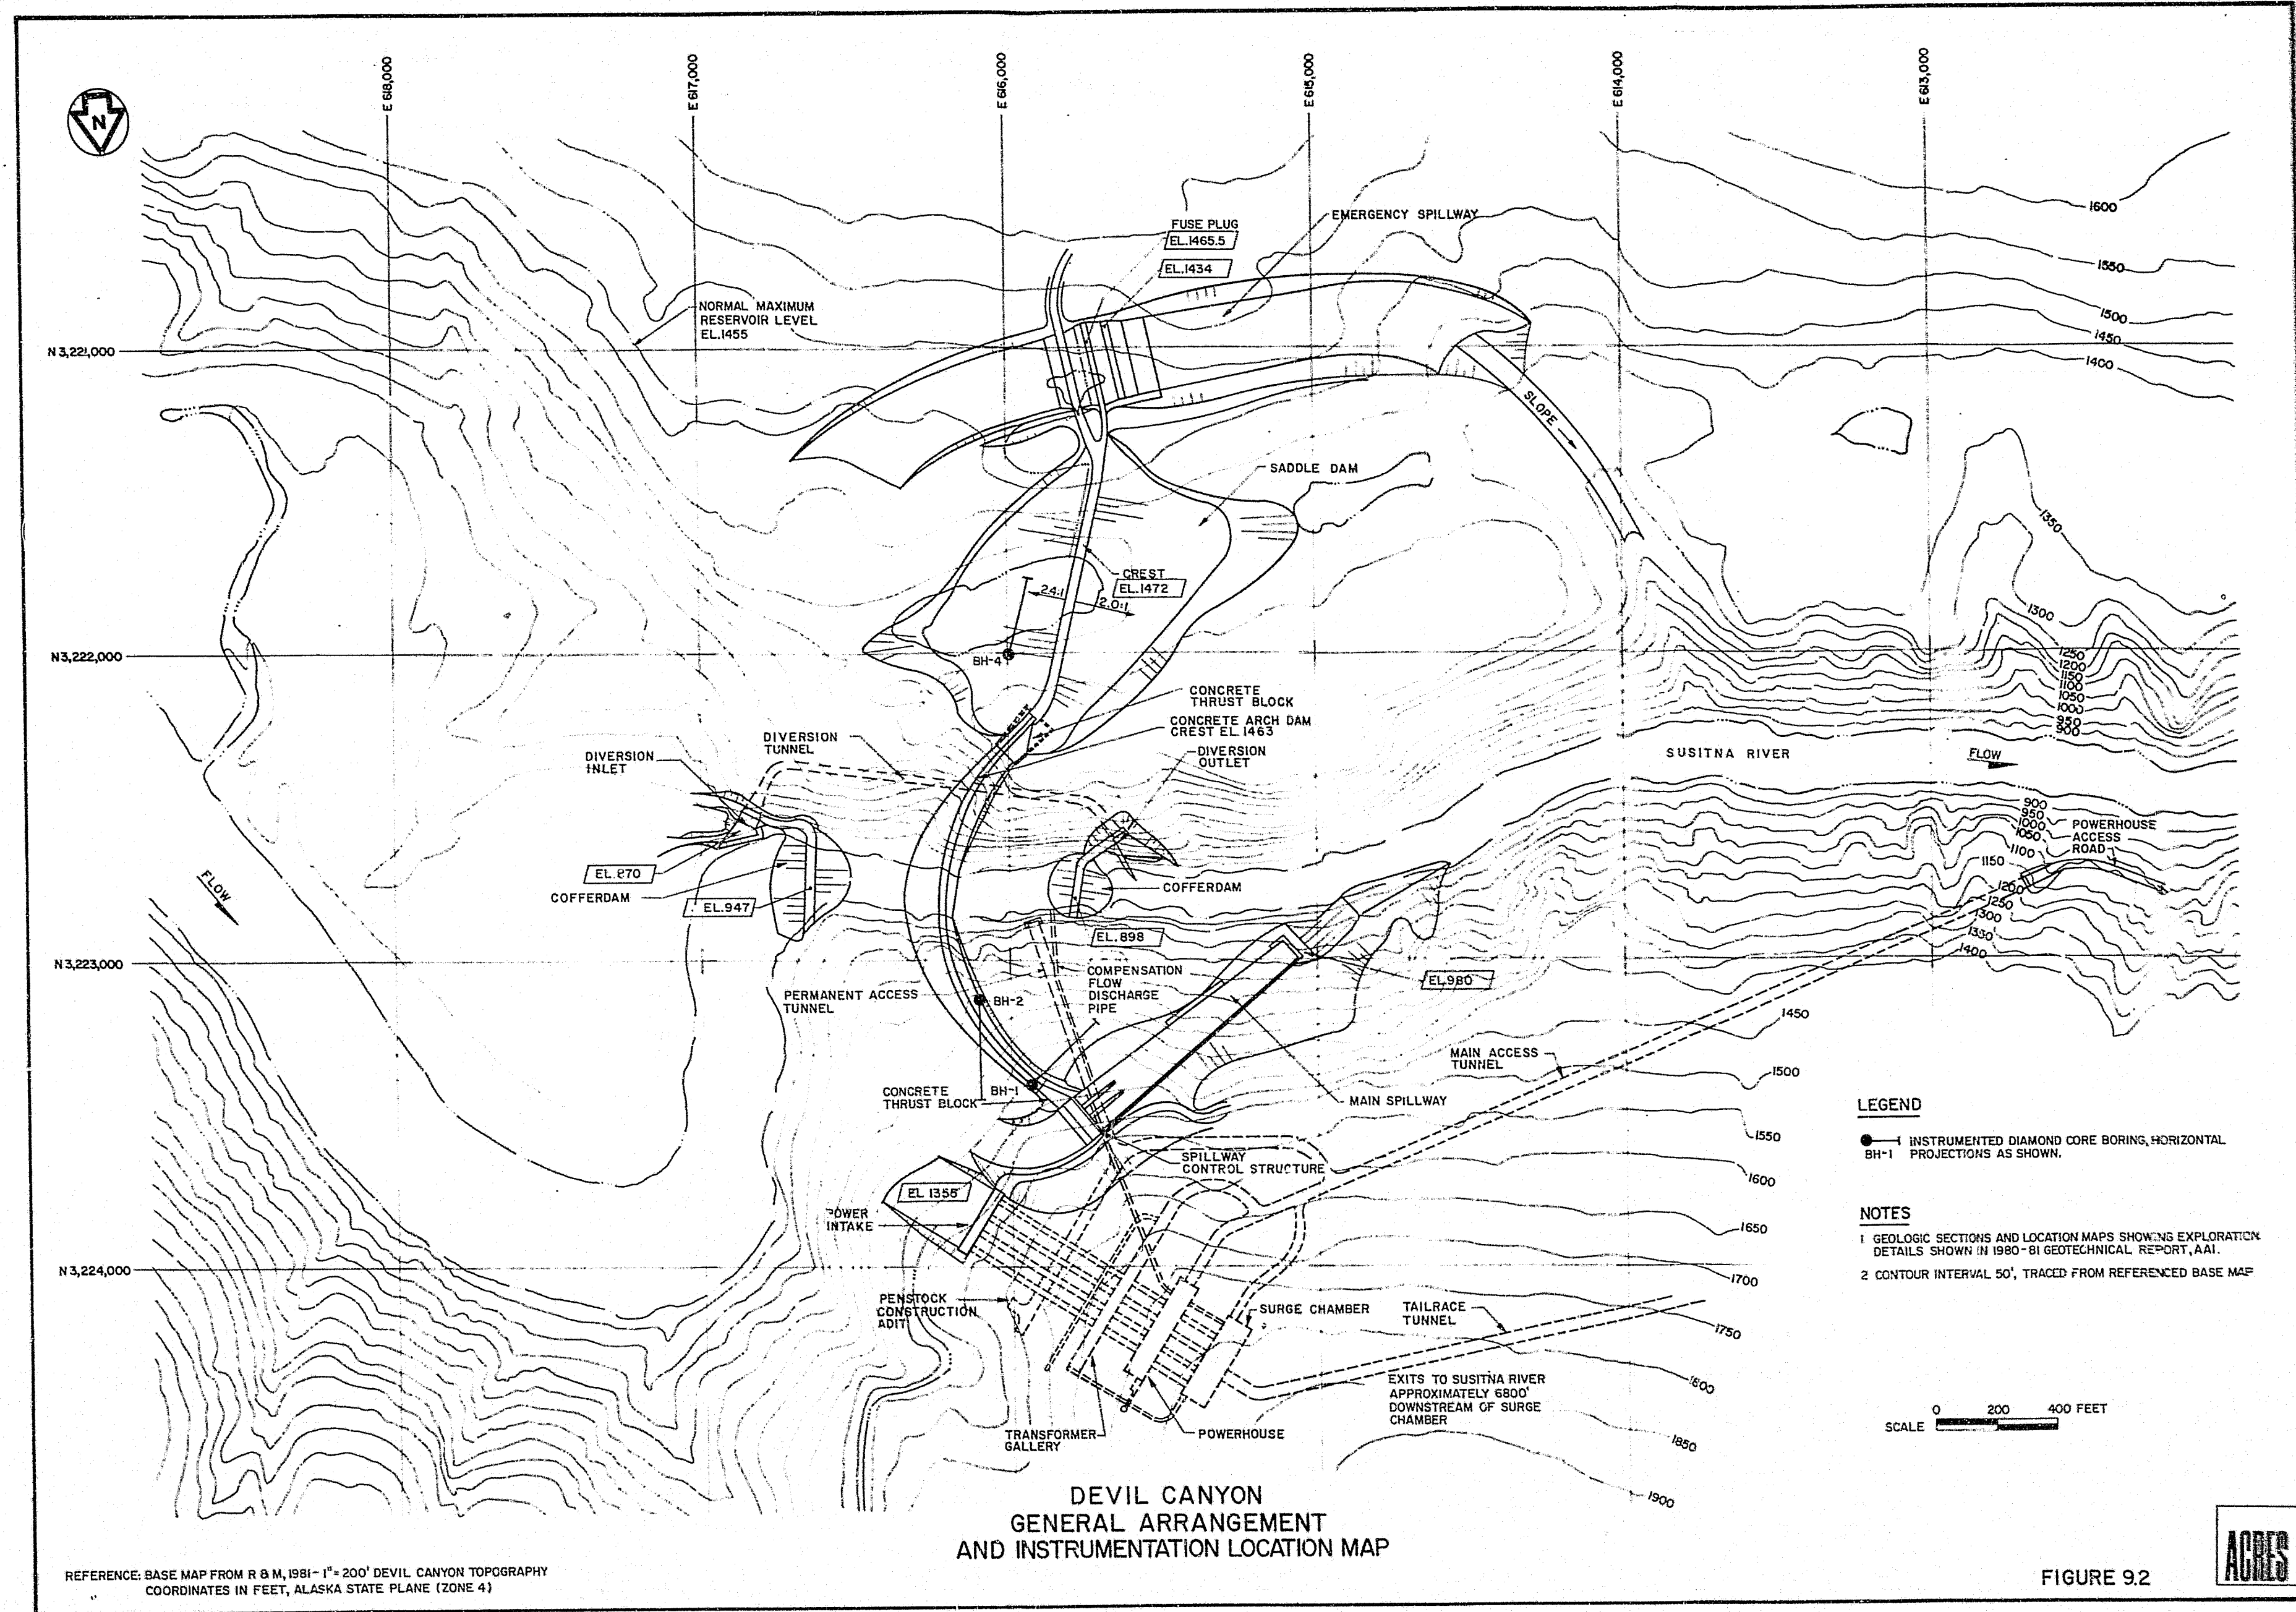 E 618,000
E 617,000
E 616,000
E 615,000
E 614,000
E 613,000
N
FUSE PLUG
EL.1465.5
EL.1434
EMERGENCY SPILLWAY
1600
1550
1500
1450
1400
NORMAL MAXIMUM
RESERVOIR LEVEL
EL.1455
N 3,221,000
SLOPE
SADDLE DAM
1350
CREST
EL.1472
2.4:1
2.0:1
1300
N 3,222,000
BH-4
1250
1200
1150
1100
1050
1000
950
900
CONCRETE
THRUST BLOCK
CONCRETE ARCH DAM
CREST EL. 1463
DIVERSION
TUNNEL
DIVERSION
INLET
DIVERSION
OUTLET
SUSITNA RIVER
FLOW
900
950
1000
1050
1100
1150
1200
1250
1300
1350
1400
POWERHOUSE
ACCESS
ROAD
EL.870
COFFERDAM
EL.947
COFFERDAM
FLOW
EL.898
N 3,223,000
COMPENSATION
FLOW
DISCHARGE
PIPE
EL.980
PERMANENT ACCESS
TUNNEL
BH-2
1450
MAIN ACCESS
TUNNEL
1500
CONCRETE
THRUST BLOCK
BH-1
MAIN SPILLWAY
1550
SPILLWAY
CONTROL STRUCTURE
1600
EL 1355
POWER
INTAKE
1650
N 3,224,000
1700
PENSTOCK
CONSTRUCTION
ADIT
SURGE CHAMBER
TAILRACE
TUNNEL
1750
EXITS TO SUSITNA RIVER
APPROXIMATELY 6800'
DOWNSTREAM OF SURGE
CHAMBER
1800
TRANSFORMER
GALLERY
POWERHOUSE
1850
1900
LEGEND
BH-1
INSTRUMENTED DIAMOND CORE BORING, HORIZONTAL
PROJECTIONS AS SHOWN.
NOTES
1 GEOLOGIC SECTIONS AND LOCATION MAPS SHOWING EXPLORATION
DETAILS SHOWN IN 1980-81 GEOTECHNICAL REPORT, AAI.
2 CONTOUR INTERVAL 50', TRACED FROM REFERENCED BASE MAP
0 200 400 FEET
SCALE
DEVIL CANYON
GENERAL ARRANGEMENT
AND INSTRUMENTATION LOCATION MAP
REFERENCE: BASE MAP FROM R & M, 1981- 1"= 200' DEVIL CANYON TOPOGRAPHY
COORDINATES IN FEET, ALASKA STATE PLANE (ZONE 4)
FIGURE 9.2
ACRES